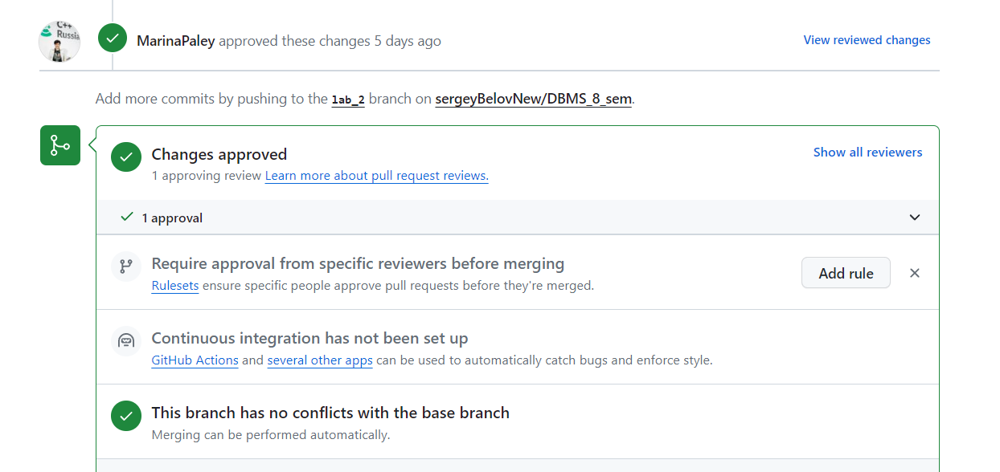 C++
Russia
MarinaPaley approved these changes 5 days ago
View reviewed changes
Add more commits by pushing to the lab_2 branch on sergeyBelovNew/DBMS_8_sem.
Changes approved
Show all reviewers
1 approving review Learn more about pull request reviews.
1 approval
Require approval from specific reviewers before merging
Rulesets ensure specific people approve pull requests before they're merged.
Add rule
Continuous integration has not been set up
GitHub Actions and several other apps can be used to automatically catch bugs and enforce style.
This branch has no conflicts with the base branch
Merging can be performed automatically.